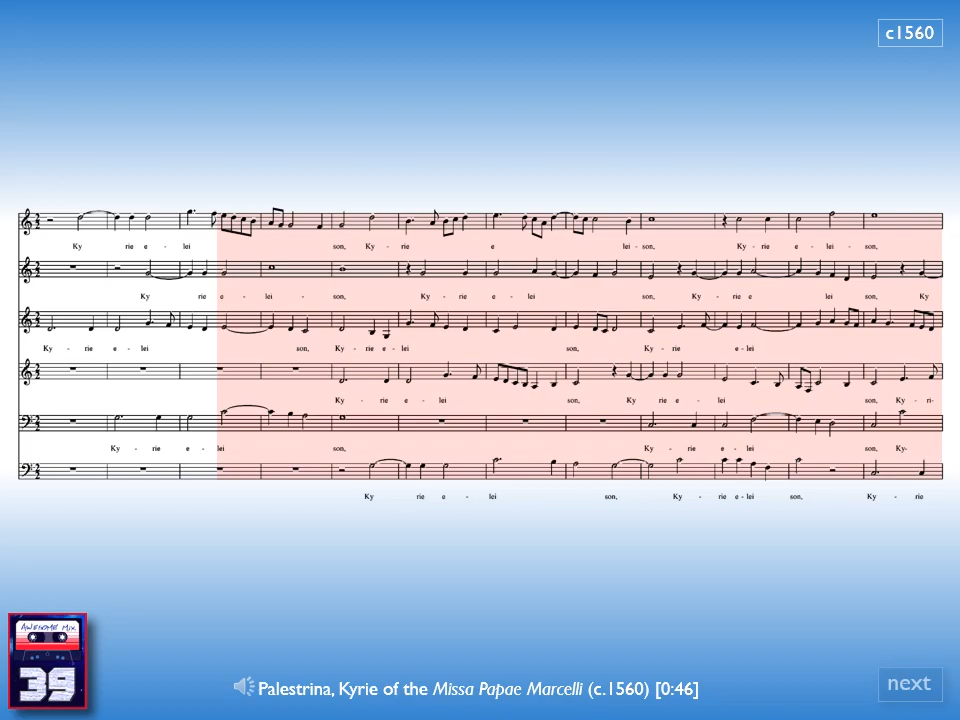 c1560
Ky rie e - lei son, Ky - rie e lei - son, Ky - rie e - lei - son,
Ky rie e - lei - son, Ky - rie e - lei son, Ky - rie e lei son, Ky
Ky - rie e - lei son, Ky - rie e - lei son, Ky - rie e - lei
Ky - rie e - lei son, Ky rie e - lei son, Ky - ri-
Ky - rie e - lei son, Ky - rie e - lei son, Ky-
Ky rie e - lei son, Ky - rie e - lei son, Ky - rie
AWESOME MIX
39
Palestrina, Kyrie of the Missa Papae Marcelli (c.1560) [0:46]
next